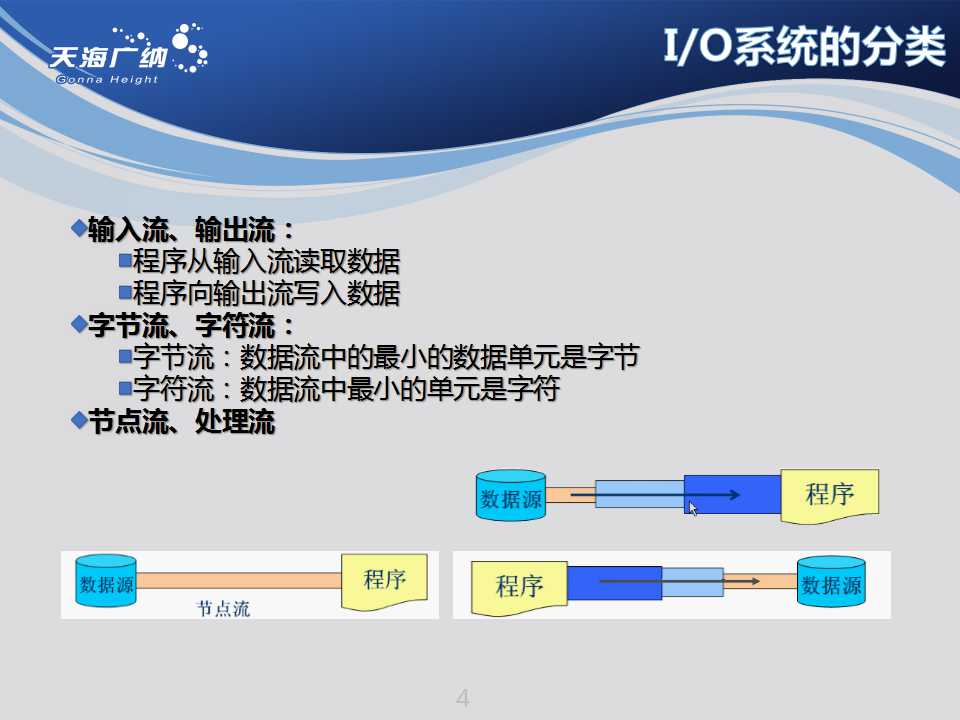 天海广纳
Gonna Height
I/O系统的分类
输入流、输出流：
程序从输入流读取数据
程序向输出流写入数据
字节流、字符流：
字节流：数据流中的最小的数据单元是字节
字符流：数据流中最小的单元是字符
节点流、处理流
数据源
程序
数据源
程序
节点流
程序
数据源
4